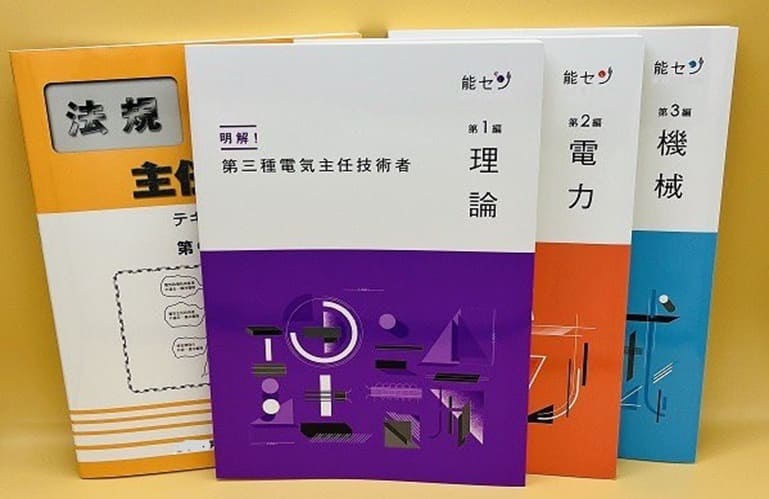 法規
主任
テキ
第
能セン
明解!
第三種電気主任技術者
第1編
理論
能セン
第2編
電力
能セン
第3編
機械